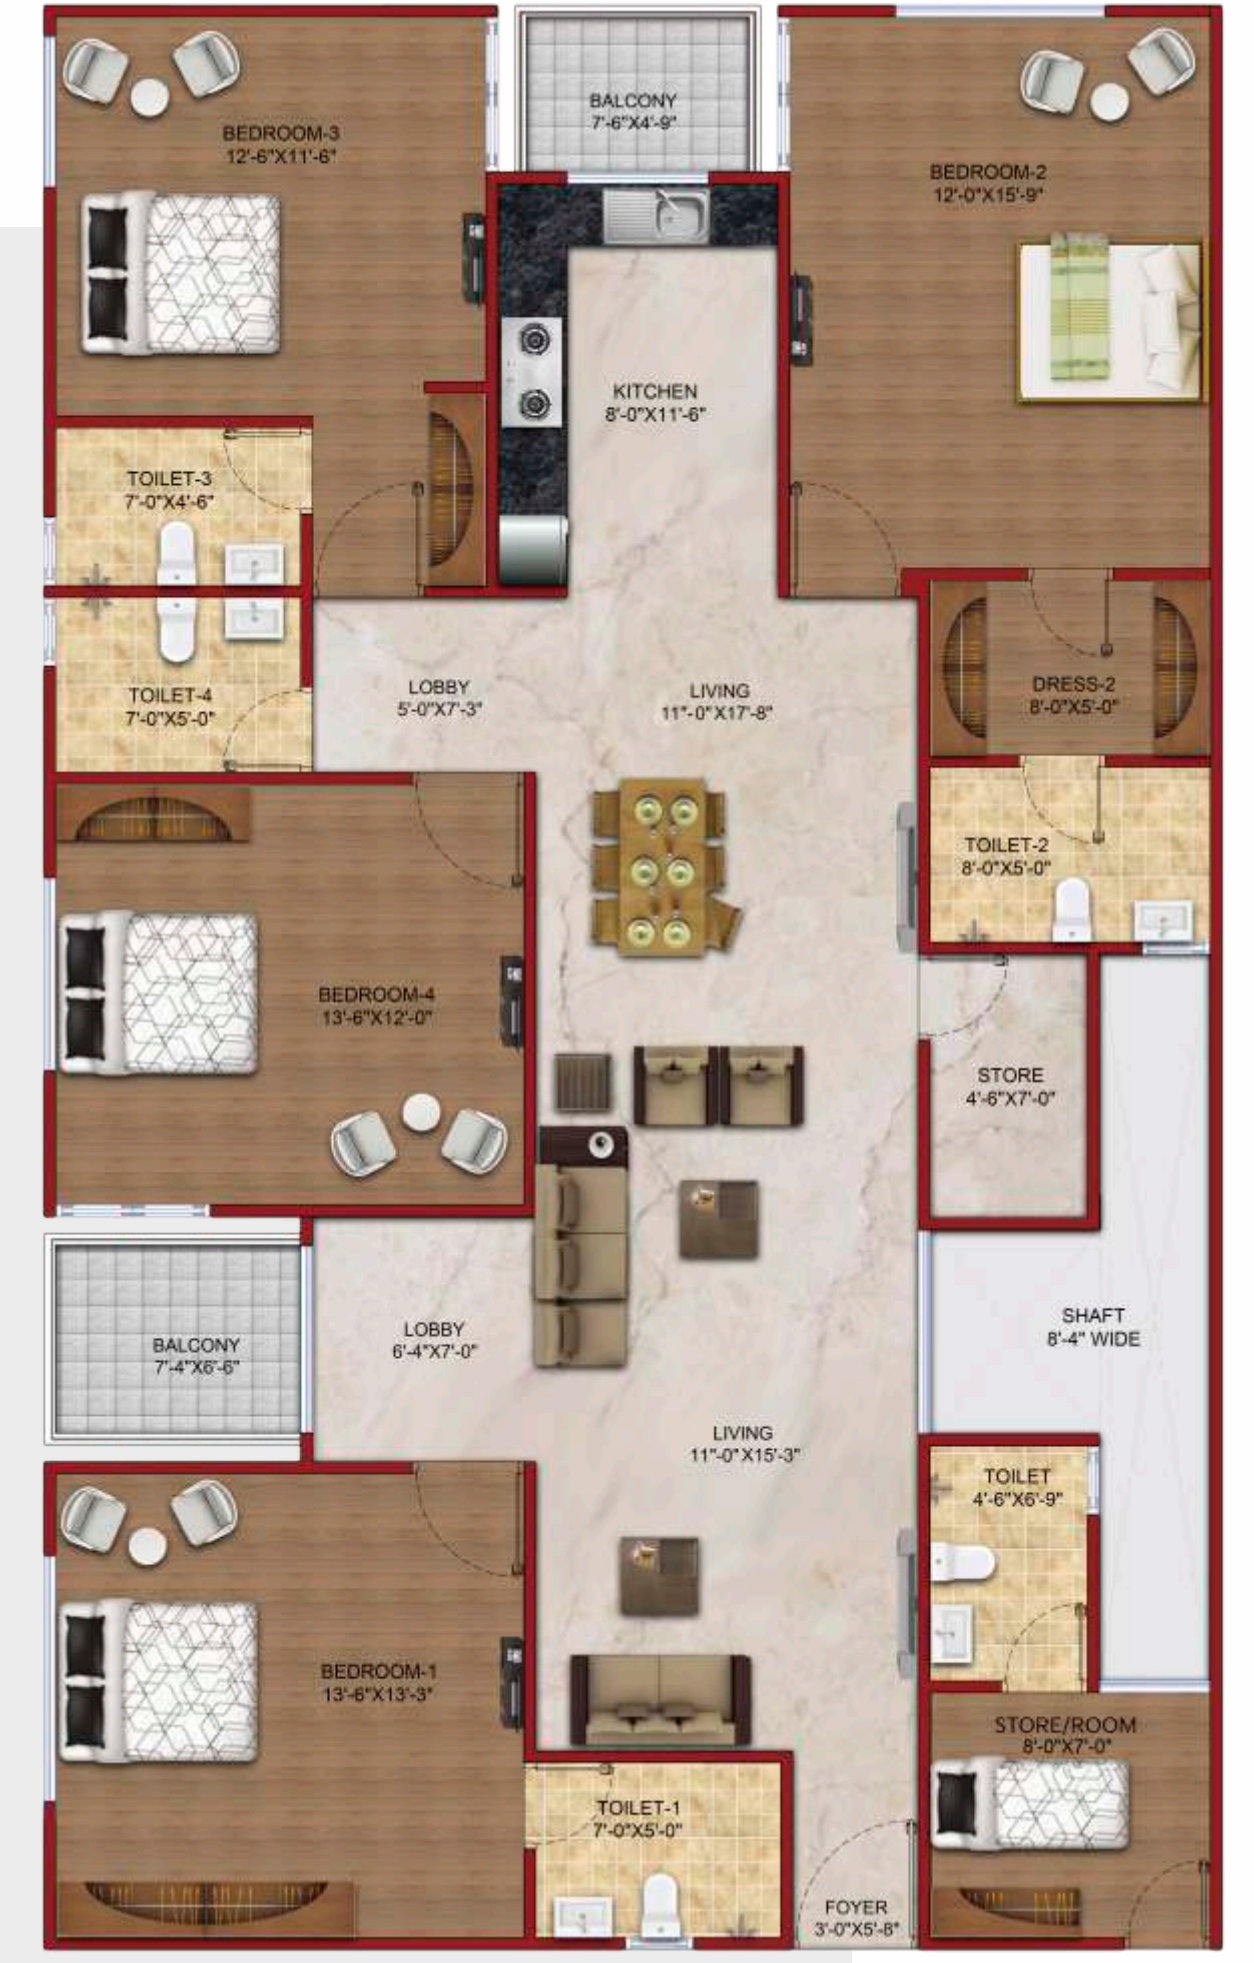 BALCONY
7'-6"X4'-9"
BEDROOM-3
12'-6"X11'-6"
BEDROOM-2
12'-0"X15'-9"
KITCHEN
8'-0"X11'-6"
TOILET-3
7'-0"X4'-6"
LOBBY
5'-0"X7'-3"
LIVING
11"-0"X17'-8"
DRESS-2
8'-0"X5'-0"
TOILET-4
7'-0"X5'-0"
TOILET-2
8'-0"X5'-0"
BEDROOM-4
13'-6"X12'-0"
STORE
4'-6"X7'-0"
SHAFT
8'-4" WIDE
LOBBY
6'-4"X7'-0"
BALCONY
7'-4"X6'-6"
LIVING
11"-0"X15'-3"
TOILET
4'-6"X6'-9"
BEDROOM-1
13'-6"X13'-3"
STORE/ROOM
8'-0"X7'-0"
TOILET-1
7'-0"X5'-0"
FOYER
3'-0"X5'-8"